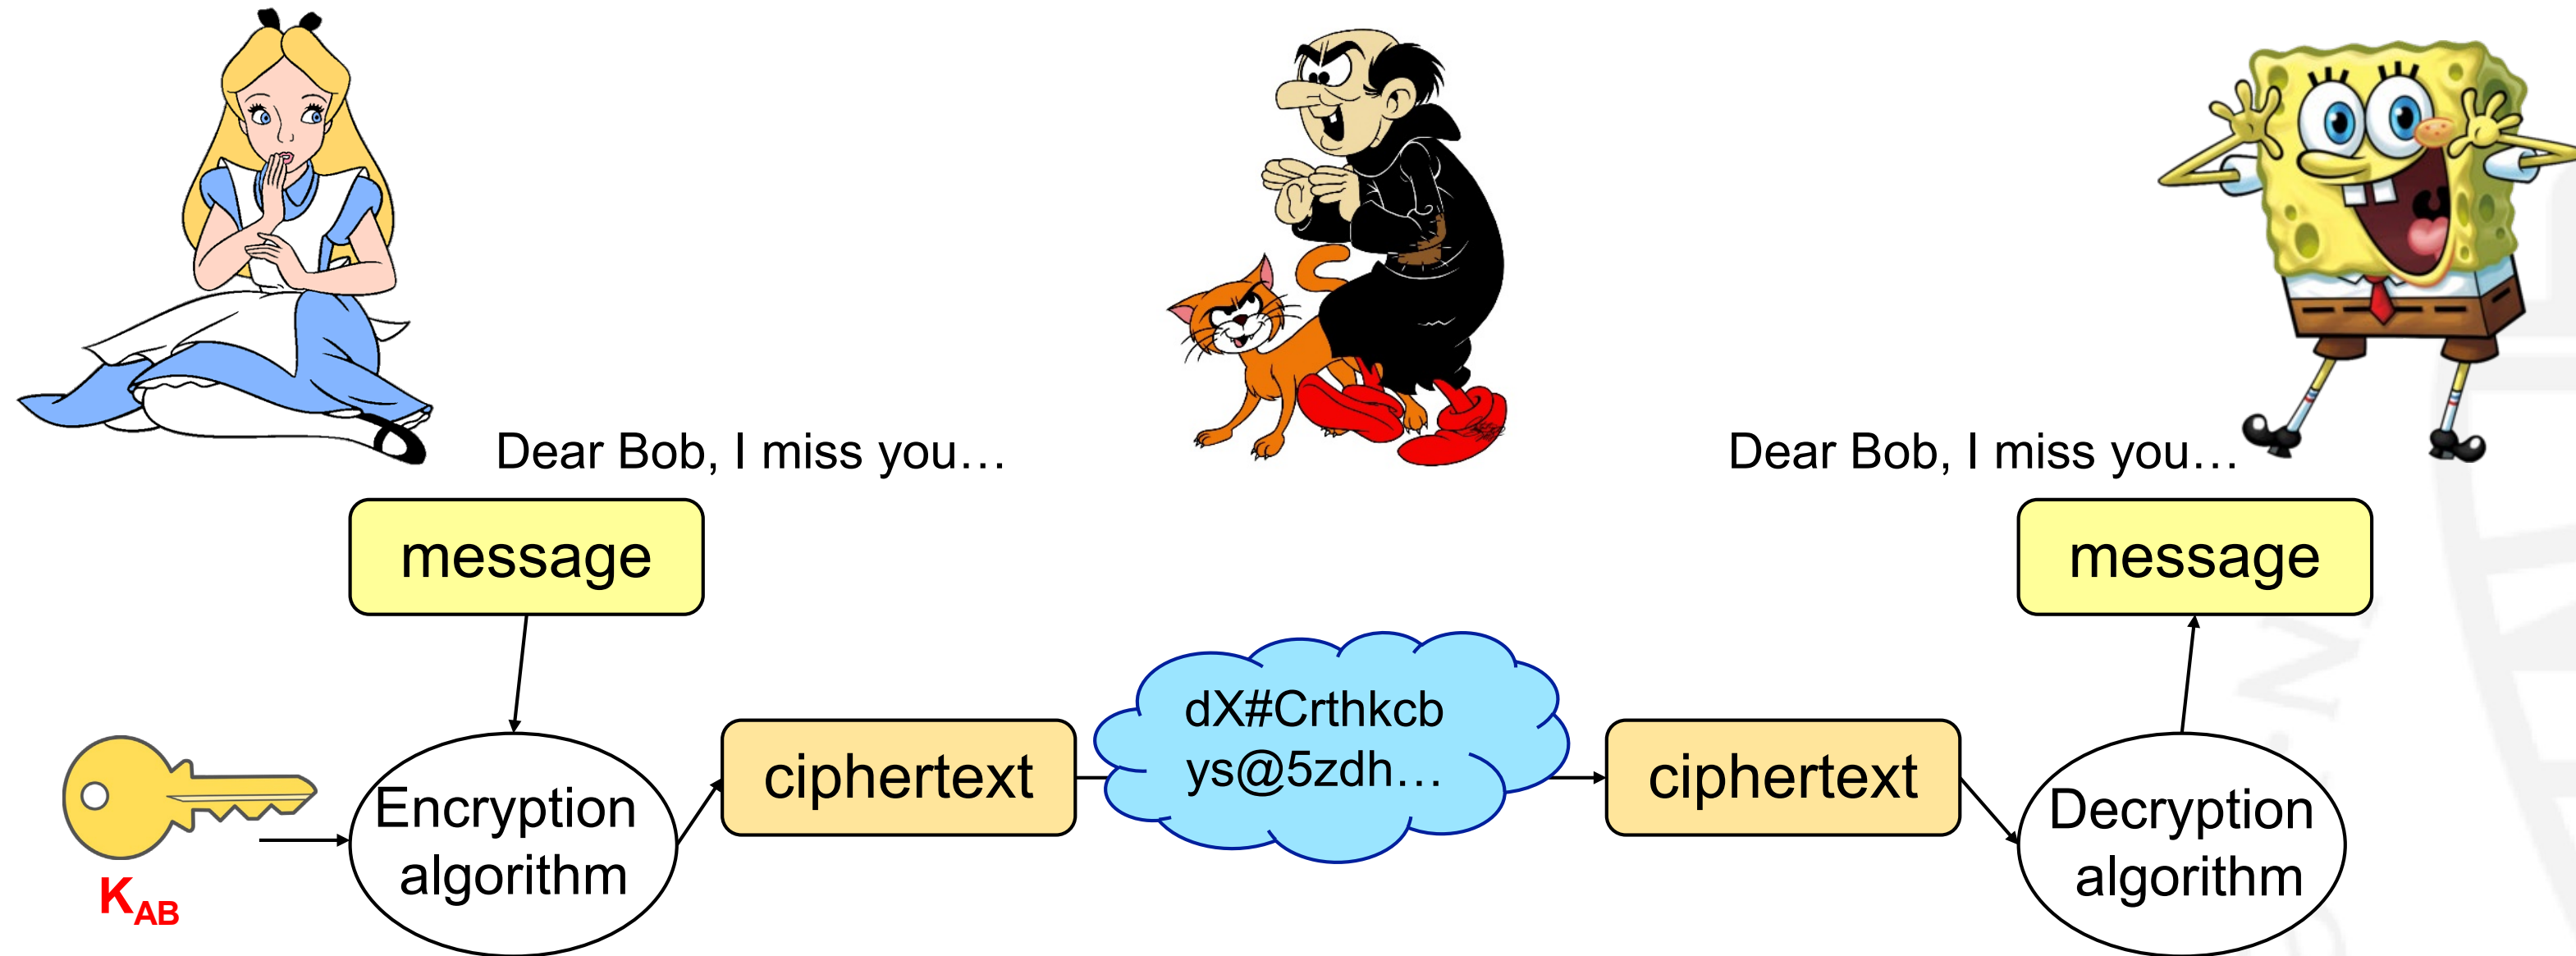 Dear Bob, I miss you…
Dear Bob, I miss you…
message
message
dX#Crthkcb
ys@5zdh…
ciphertext
ciphertext
Encryption
algorithm
Decryption
algorithm
KAB